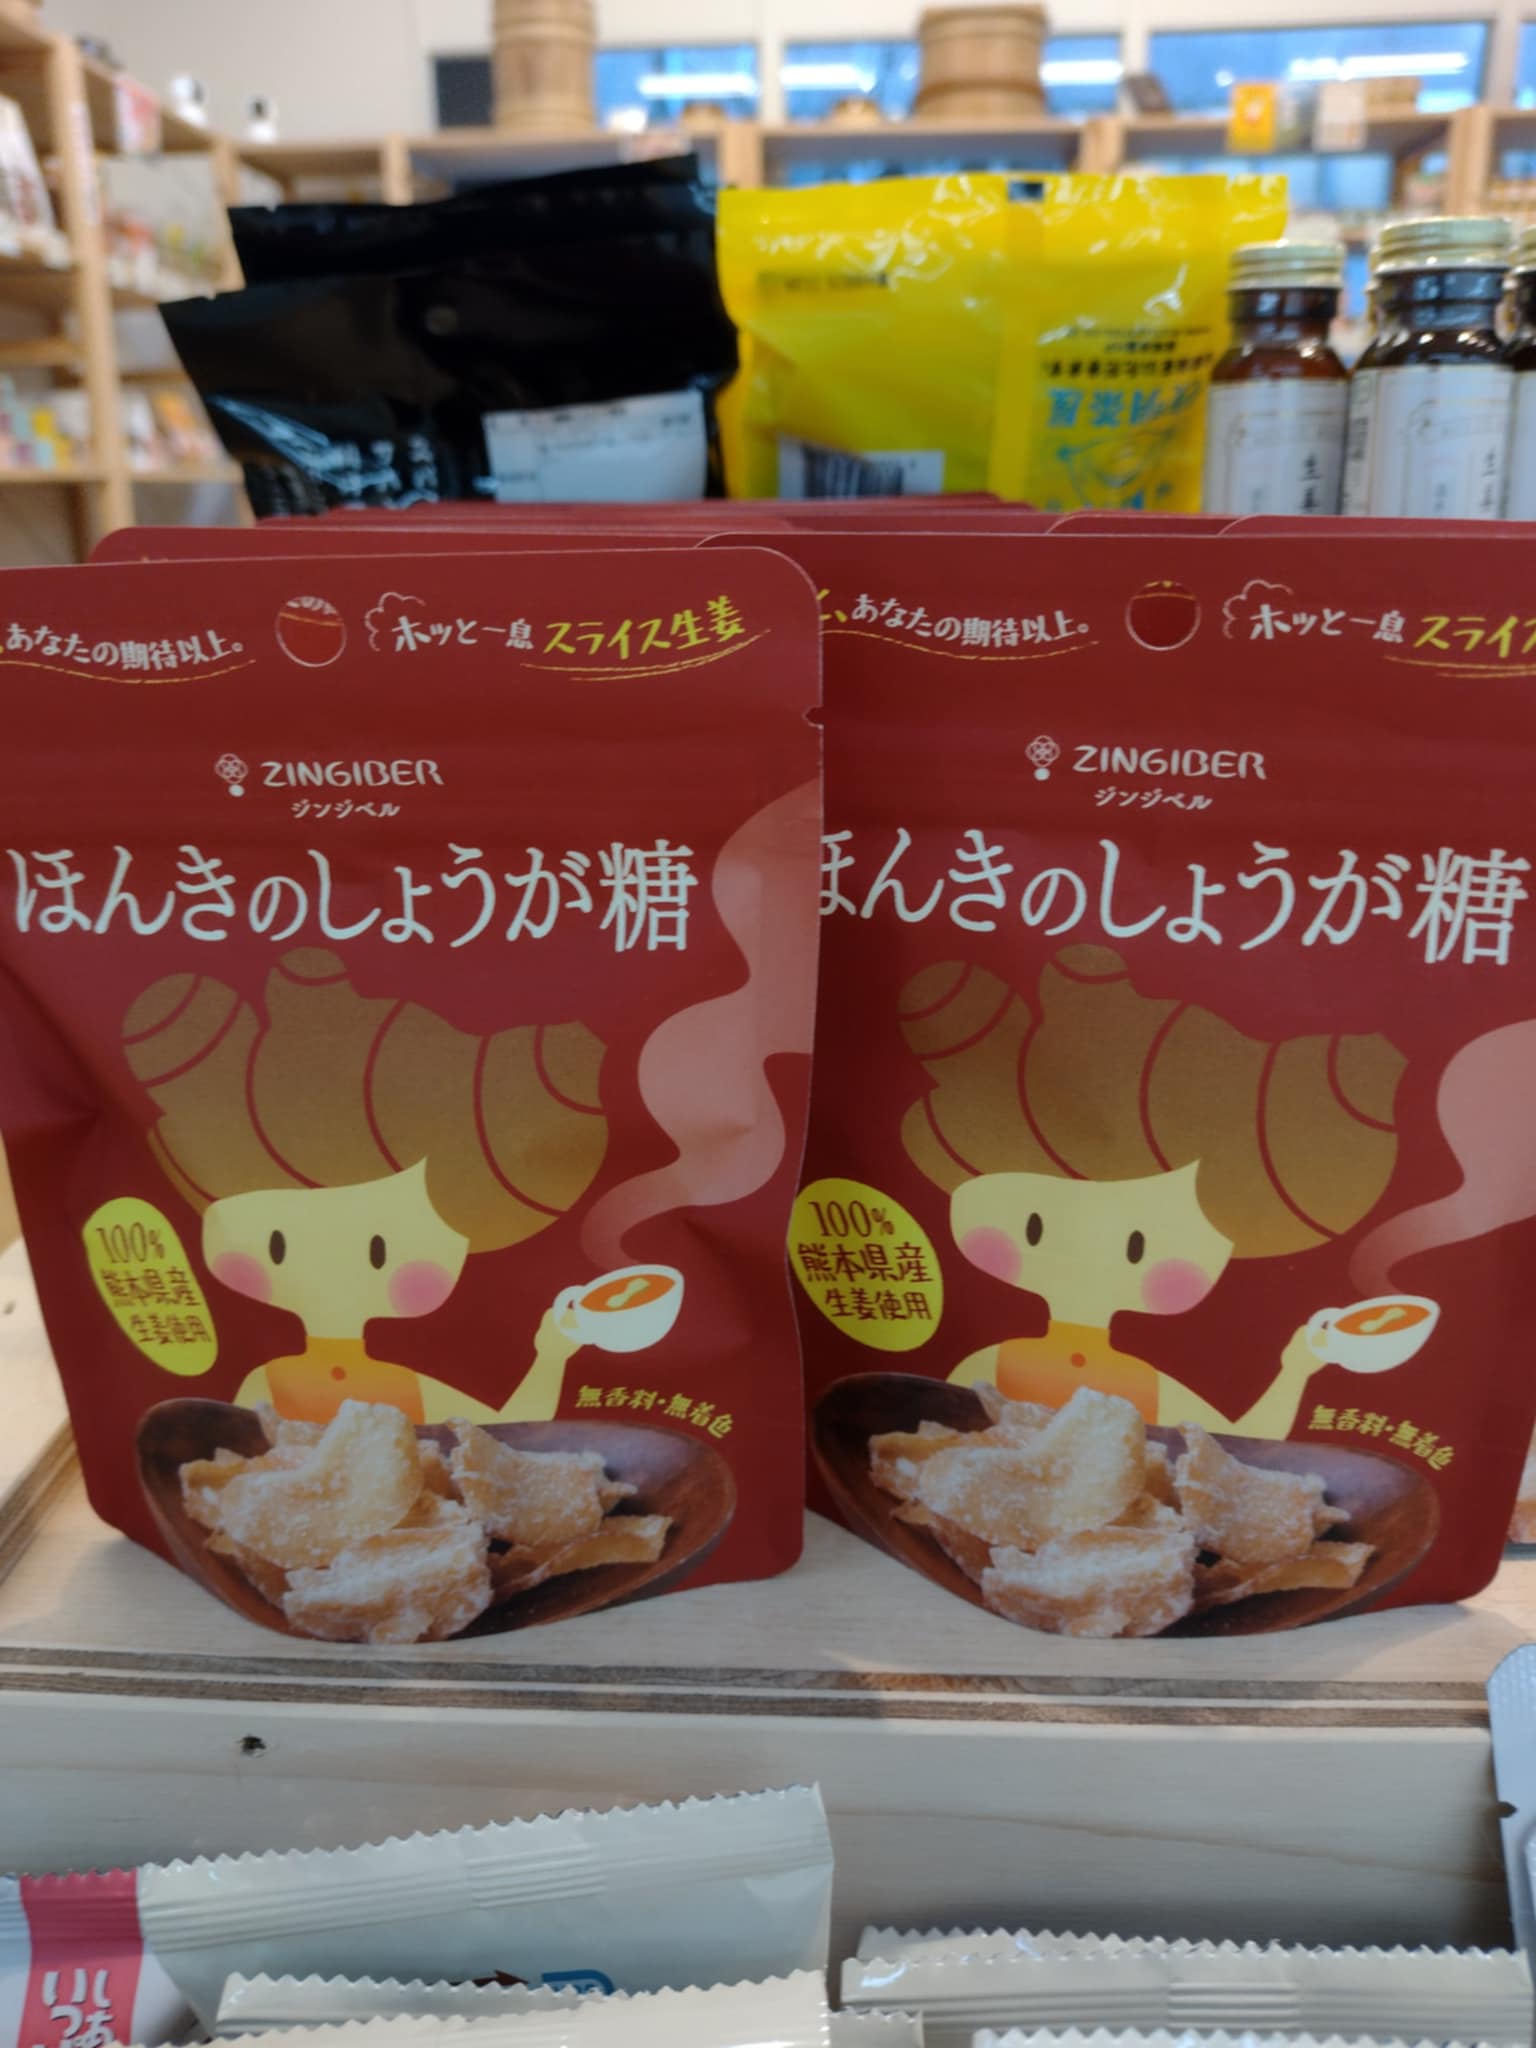 あなたの期待以上。
ホッと一息 スライス生姜
ZINGIBER
ジンジベル
ほんきのしょうが糖
100%
熊本県産
生姜使用
無香料・無着色
あなたの期待以上。
ホッと一息 スライス
ZINGIBER
ジンジベル
ほんきのしょうが糖
100%
熊本県産
生姜使用
無香料・無着色